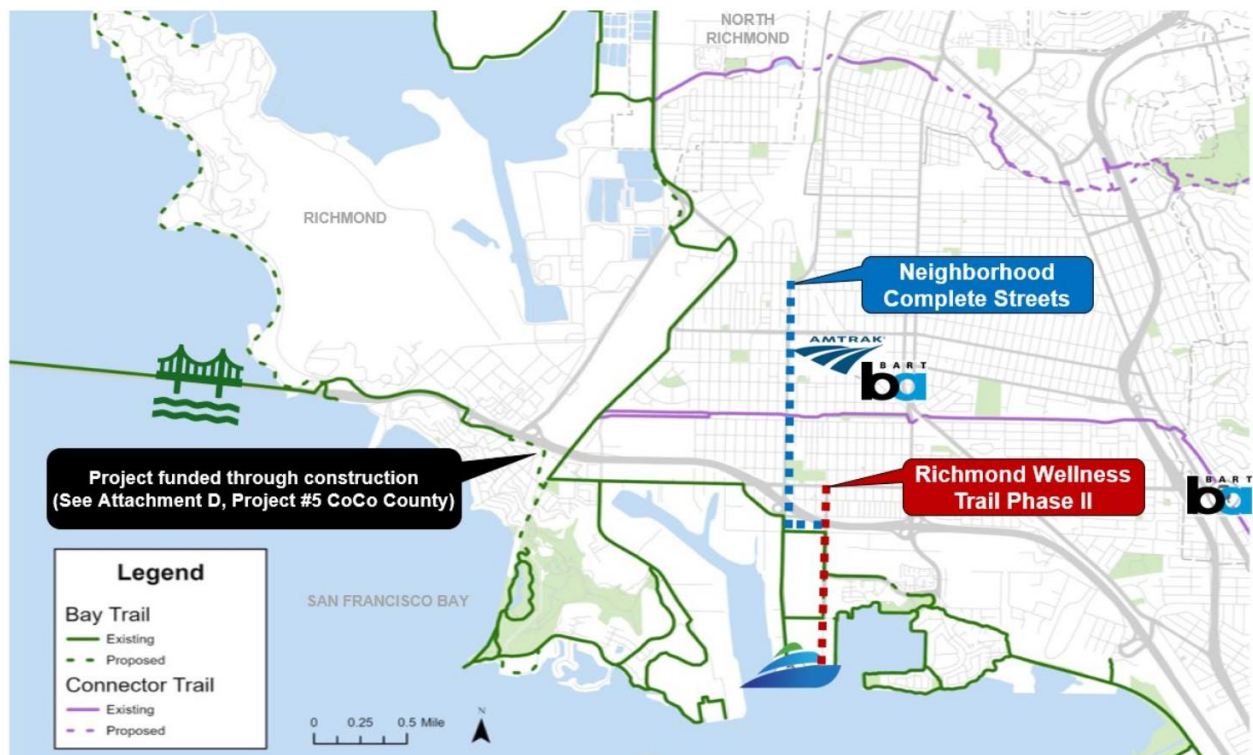 NORTH
RICHMOND
RICHMOND
Neighborhood
Complete Streets
AMTRAK
BART
ba
Project funded through construction
(See Attachment D, Project #5 CoCo County)
Richmond Wellness
Trail Phase II
BART
ba
SAN FRANCISCO BAY
Legend
Bay Trail
Existing
Proposed
Connector Trail
Existing
Proposed
0 0.25 0.5 Mile
N